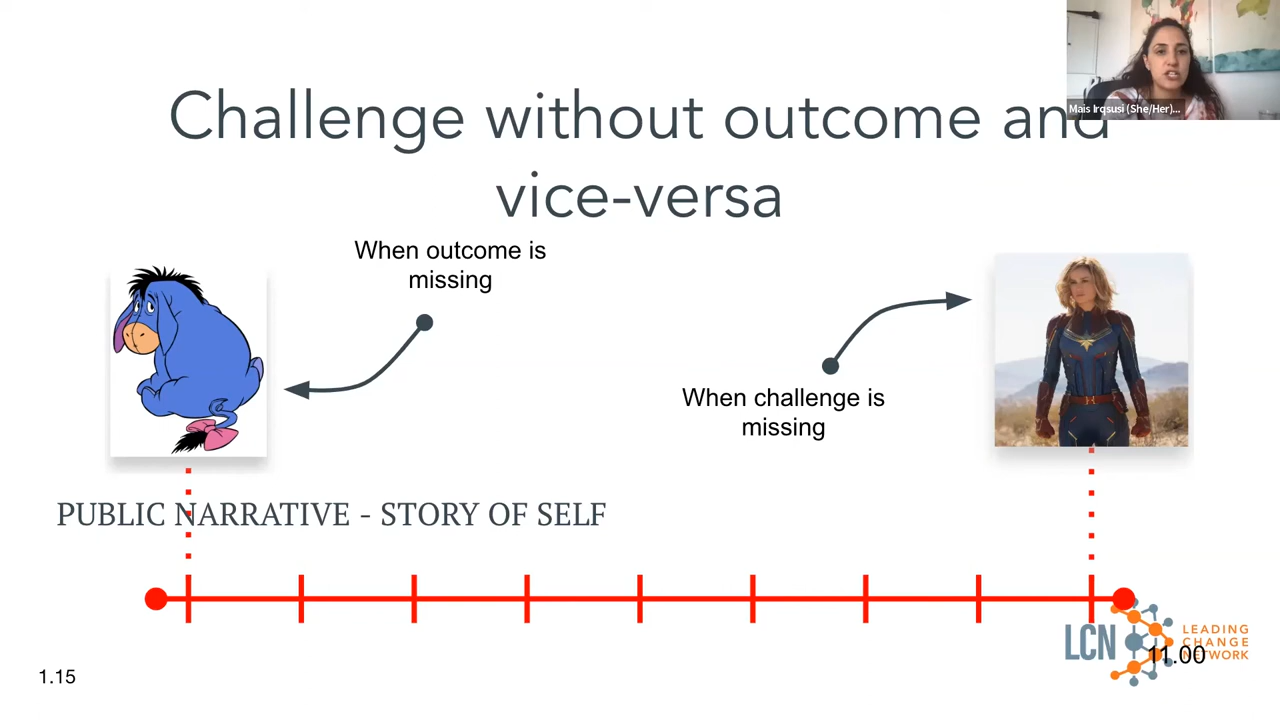 Challenge without outcome and
vice-versa
Mais Irqsusi (She/Her)...
When outcome is
missing
When challenge is
missing
PUBLIC NARRATIVE - STORY OF SELF
LCN
LEADING
CHANGE
NETWORK
11.00
1.15